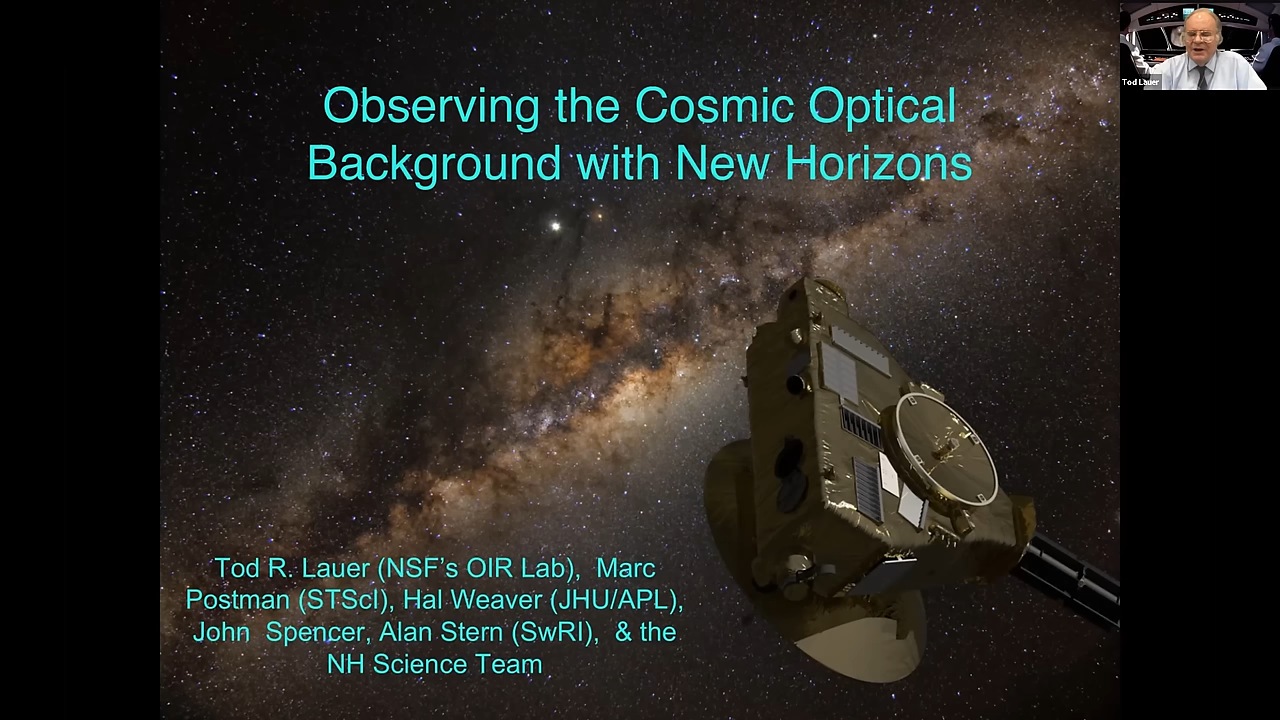 Observing the Cosmic Optical
Background with New Horizons
Tod R. Lauer (NSF’s OIR Lab),  Marc
Postman (STScI), Hal Weaver (JHU/APL),
John  Spencer, Alan Stern (SwRI),  & the
NH Science Team
Tod Lauer